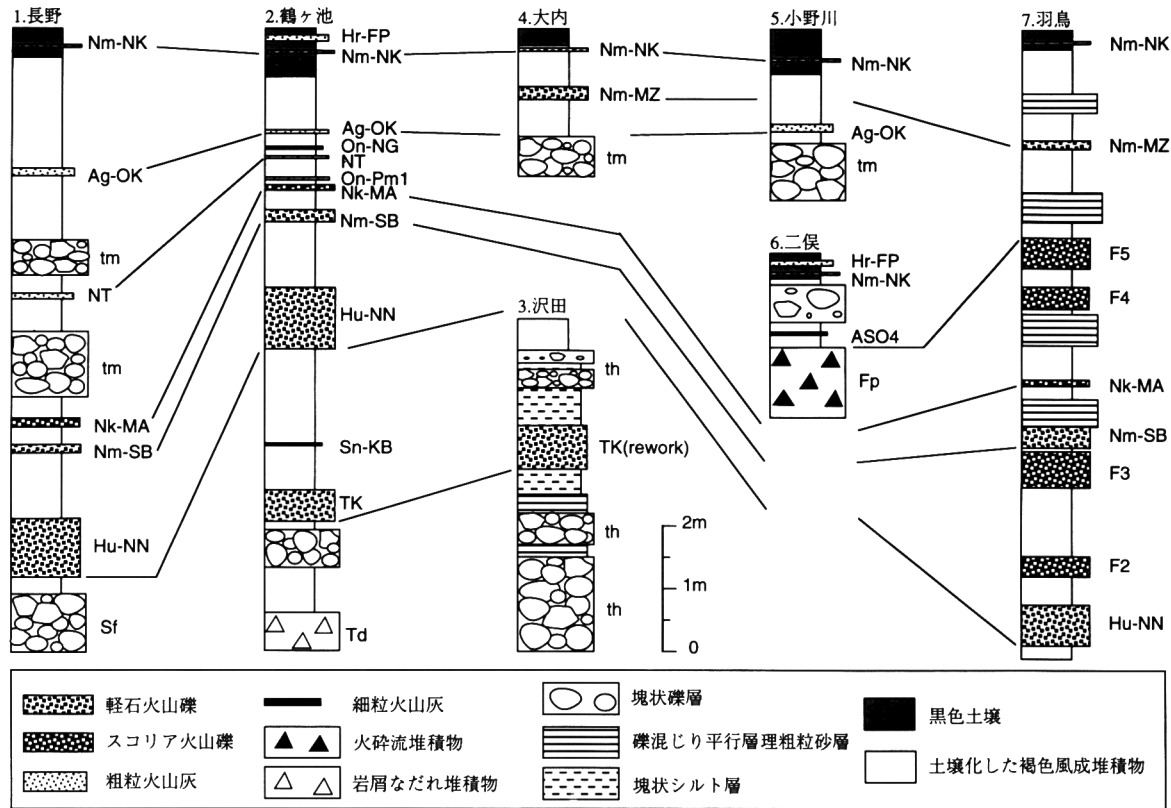 1.長野
Nm-NK
Ag-OK
tm
NT
tm
Nk-MA
Nm-SB
Hu-NN
Sf
2.鶴ヶ池
Hr-FP
Nm-NK
Ag-OK
On-NG
NT
On-Pm1
Nk-MA
Nm-SB
Hu-NN
Sn-KB
TK
Td
3.沢田
th
TK(rework)
th
th
4.大内
Nm-NK
Nm-MZ
tm
2m
1m
0
5.小野川
Nm-NK
Ag-OK
tm
6.二俣
Hr-FP
Nm-NK
ASO4
Fp
7.羽鳥
Nm-NK
Nm-MZ
F5
F4
Nk-MA
Nm-SB
F3
F2
Hu-NN
軽石火山礫
スコリア火山礫
粗粒火山灰
細粒火山灰
火砕流堆積物
岩屑なだれ堆積物
塊状礫層
礫混じり平行層理粗粒砂層
塊状シルト層
黒色土壌
土壌化した褐色風成堆積物